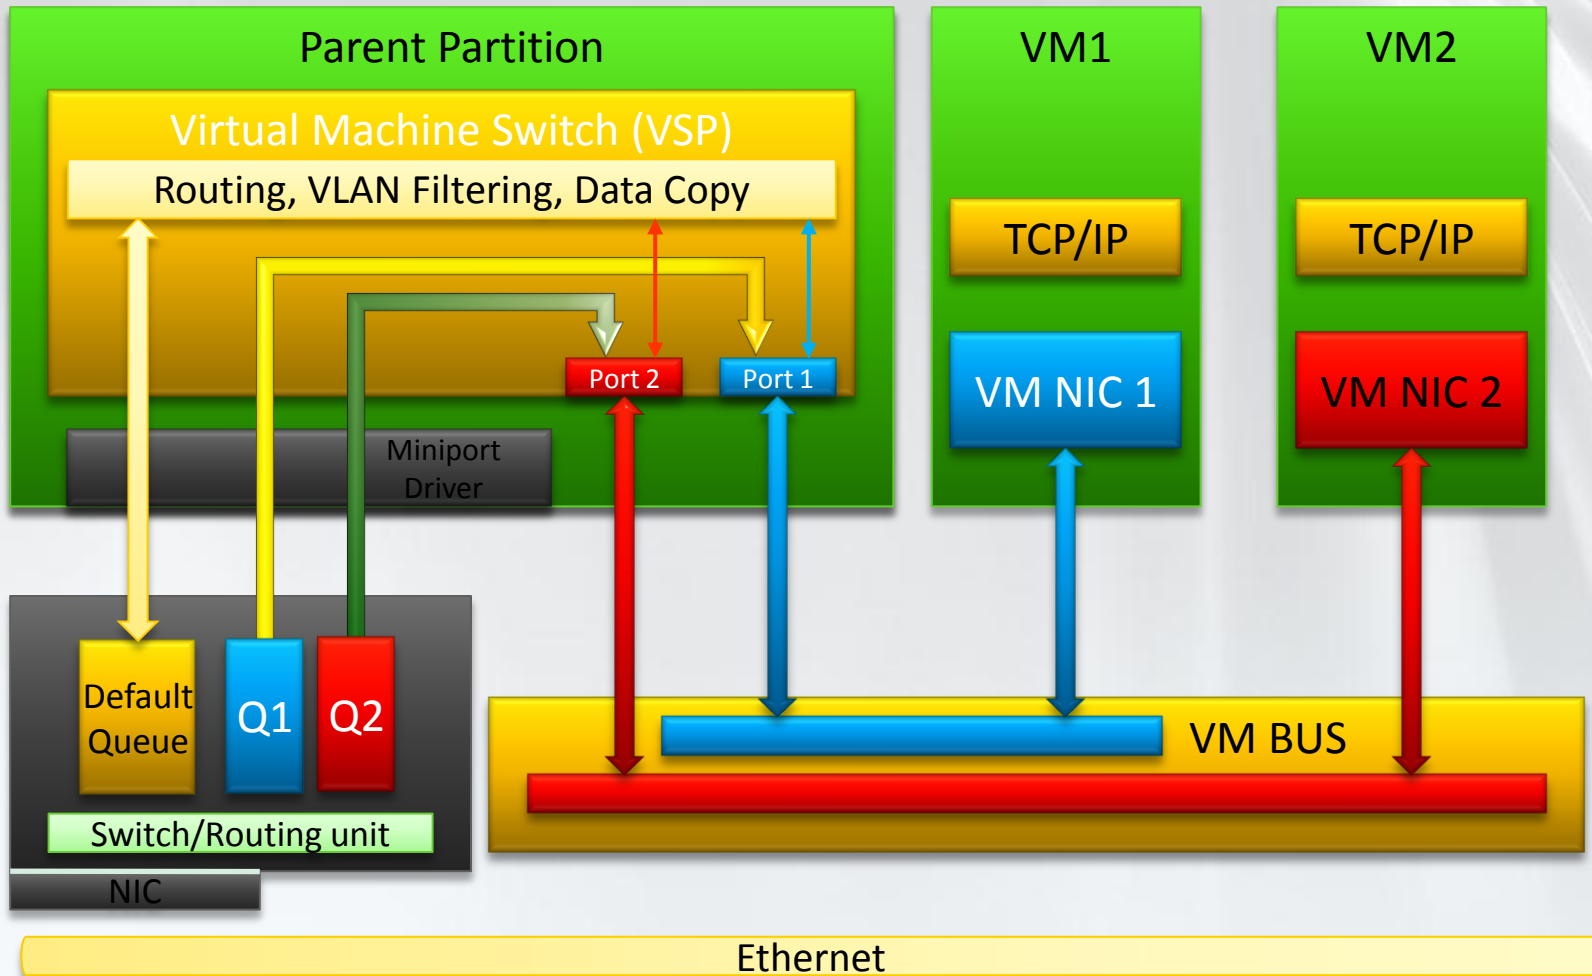 Parent Partition
Virtual Machine Switch (VSP)
Routing, VLAN Filtering, Data Copy
Port 2
Port 1
Miniport
Driver
VM1
TCP/IP
VM NIC 1
VM2
TCP/IP
VM NIC 2
Default
Queue
Q1
Q2
Switch/Routing unit
NIC
VM BUS
Ethernet